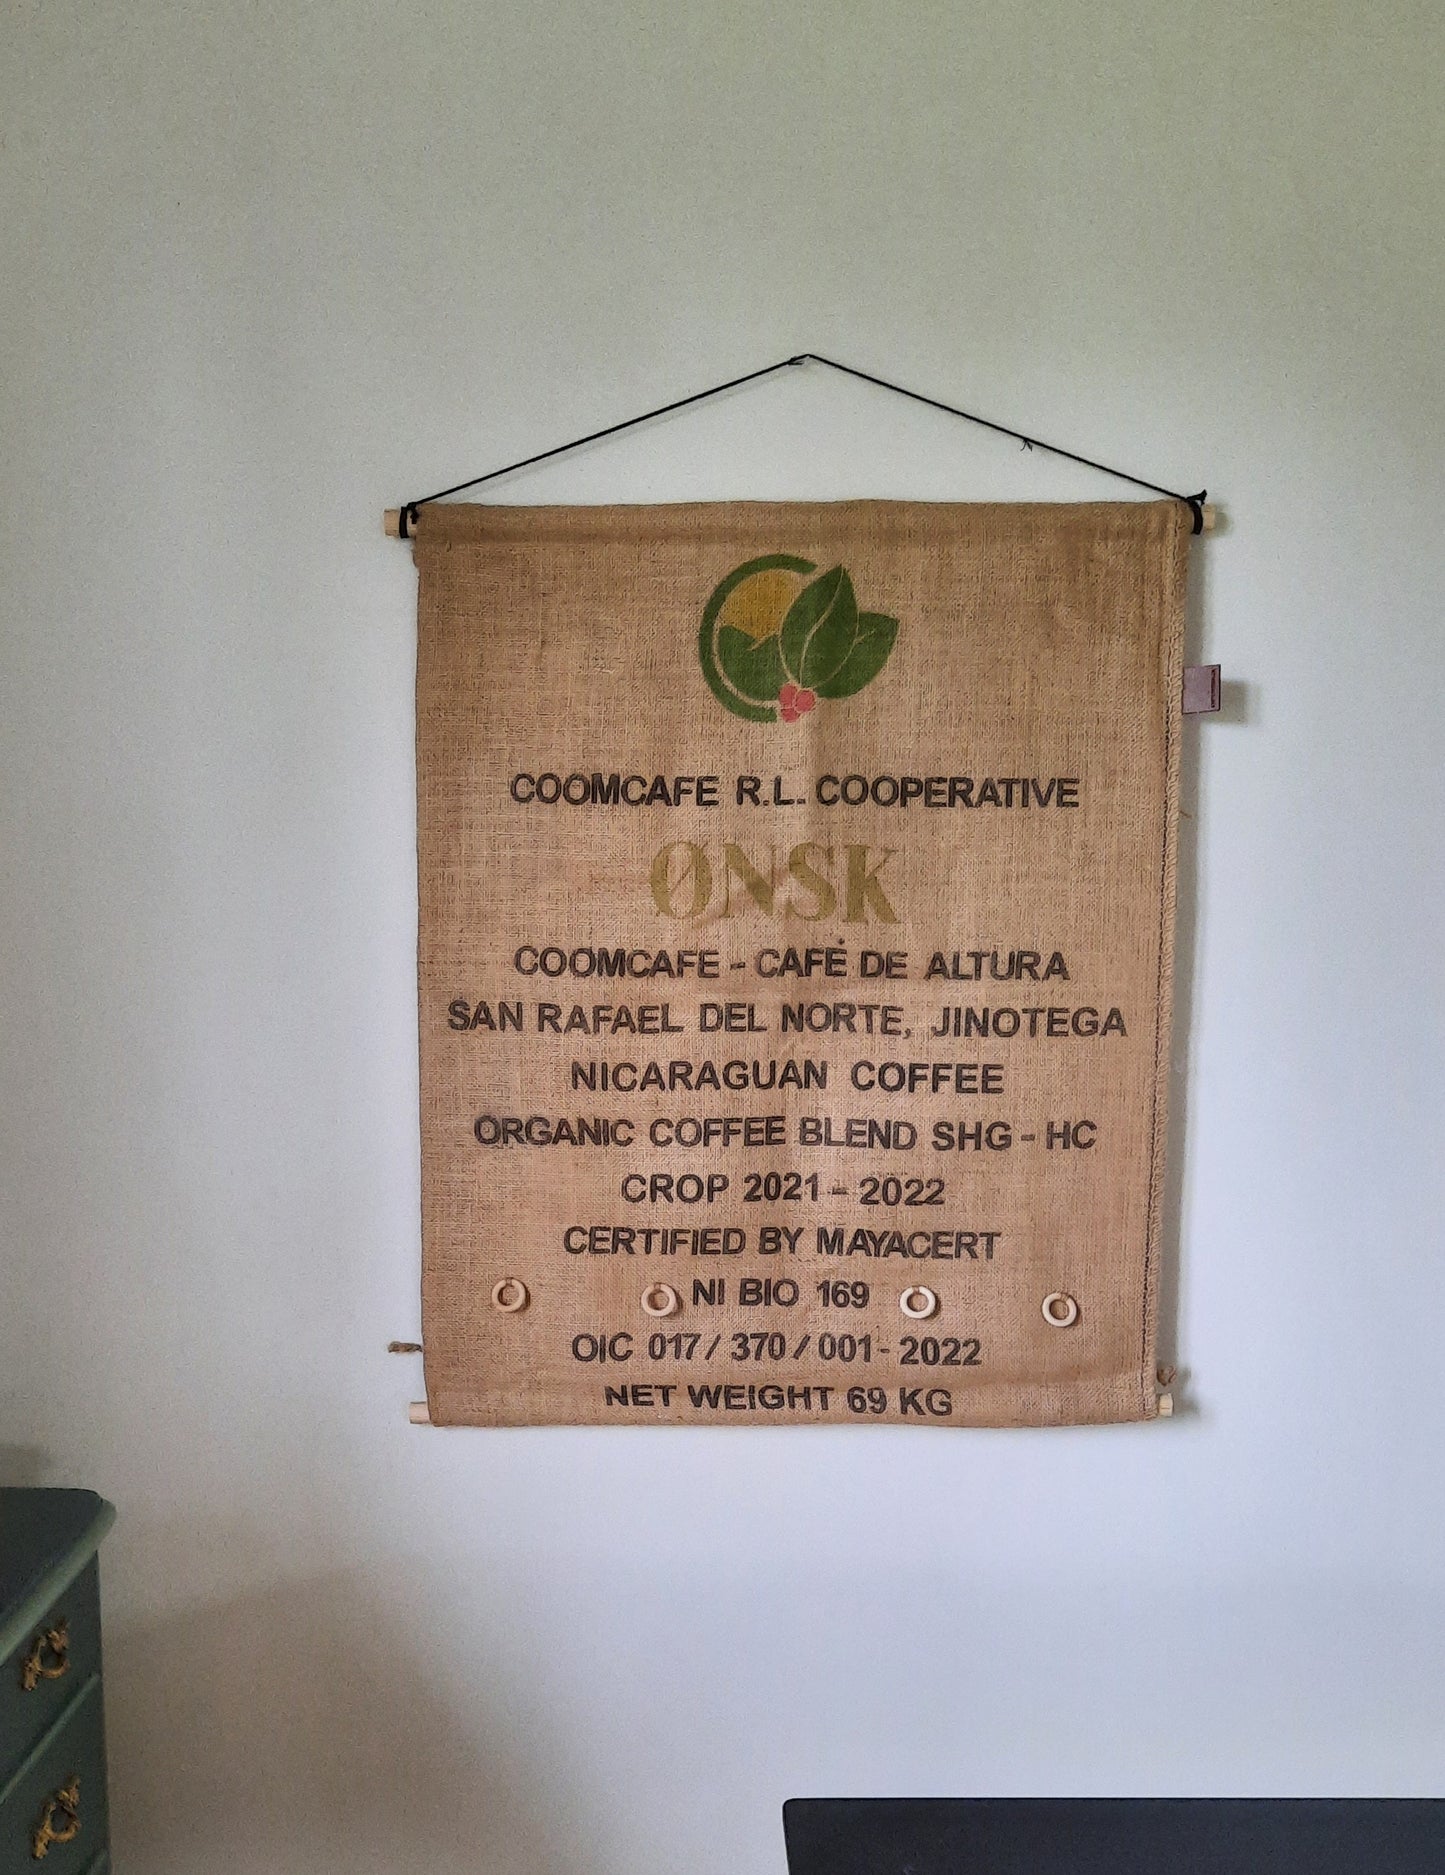 COOMCAFE R.L. COOPERATIVE
ØNSK
COOMCAFE - CAFÉ DE ALTURA
SAN RAFAEL DEL NORTE, JINOTEGA
NICARAGUAN COFFEE
ORGANIC COFFEE BLEND SHG - HC
CROP 2021 - 2022
CERTIFIED BY MAYACERT
NI BIO 169
OIC 017 / 370 / 001 - 2022
NET WEIGHT 69 KG